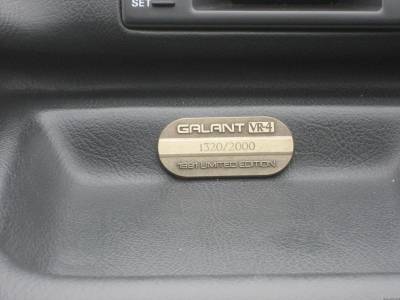 SET
GALANT VR-4
1320/2000
1991 LIMITED EDITION